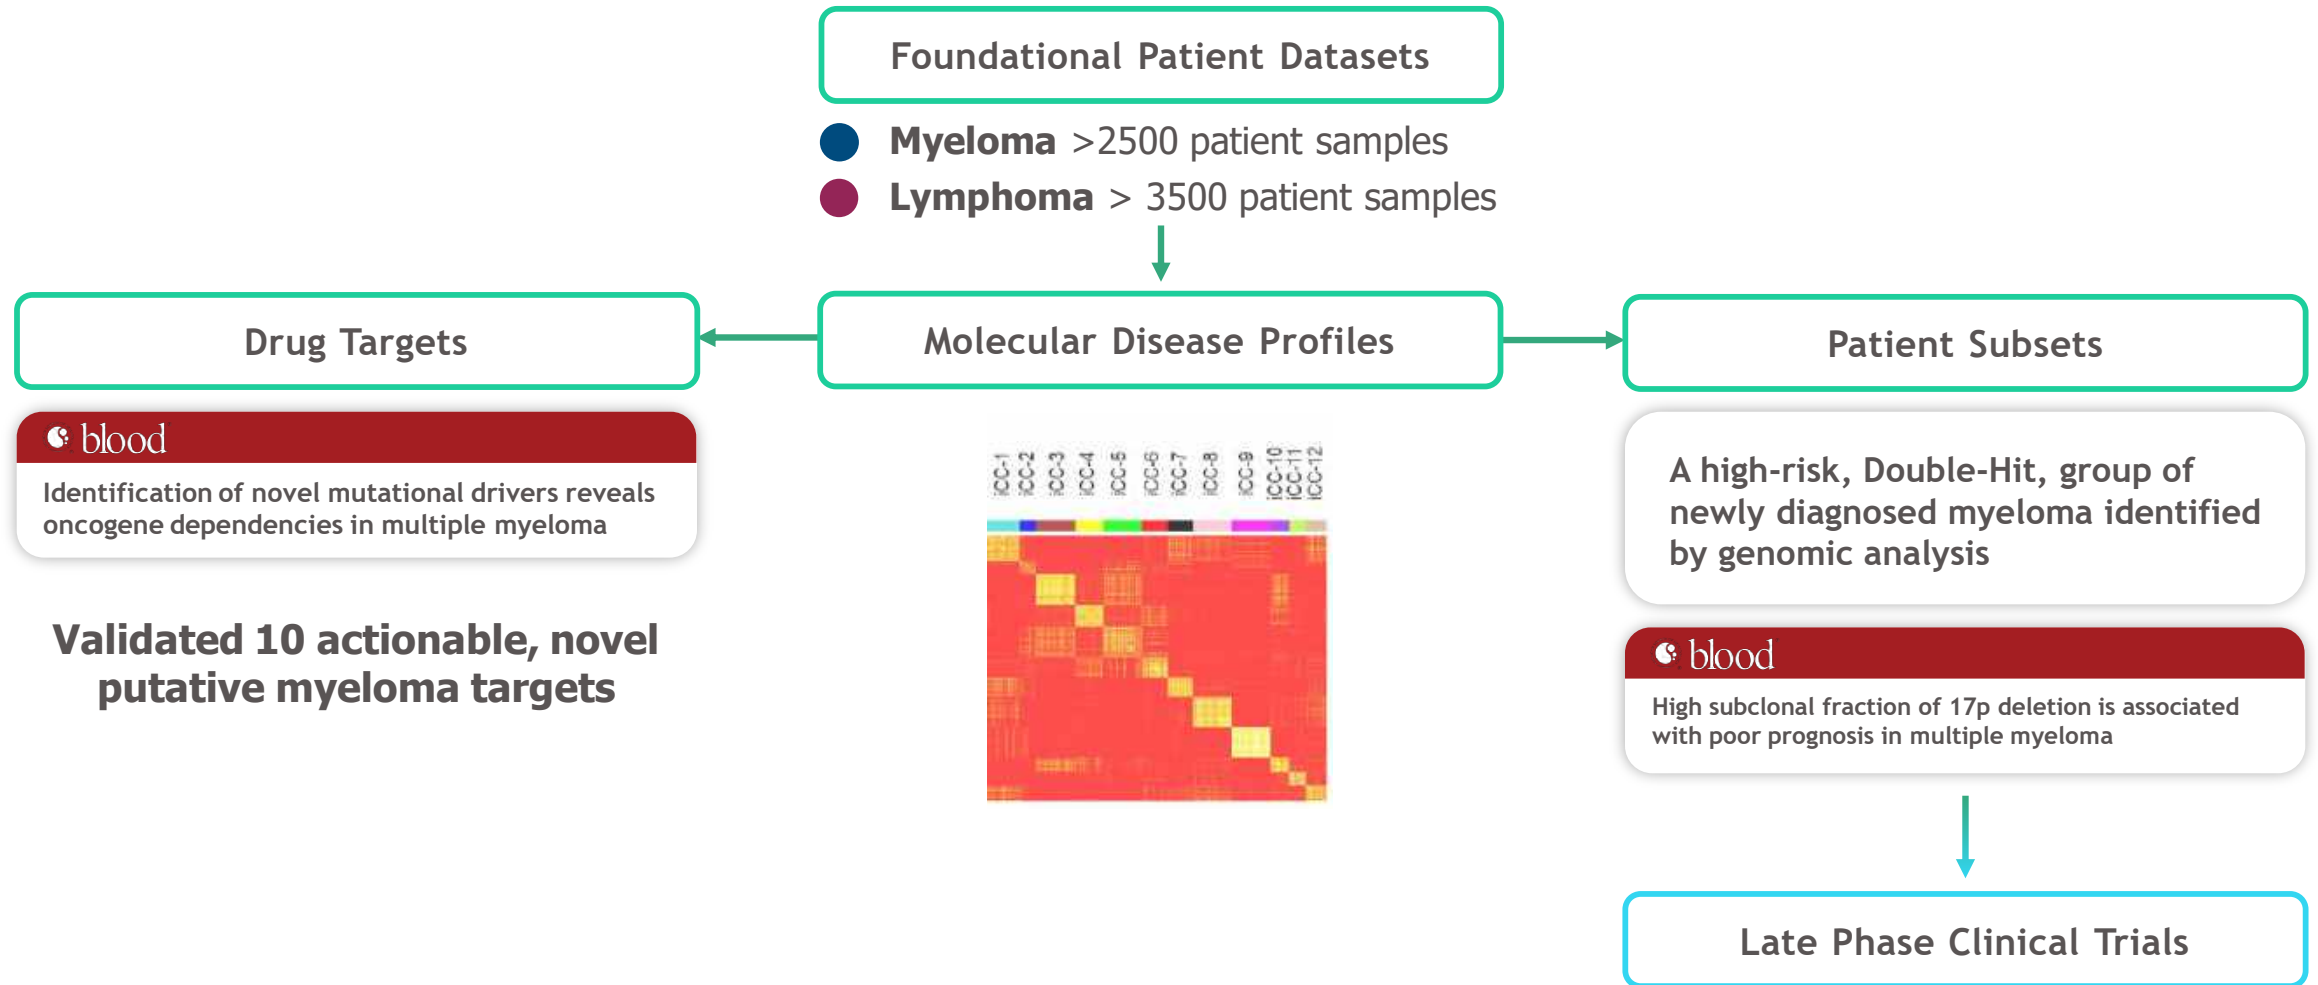 Foundational Patient Datasets
Myeloma >2500 patient samples
Lymphoma > 3500 patient samples
Drug Targets
Molecular Disease Profiles
Patient Subsets
blood
Identification of novel mutational drivers reveals
oncogene dependencies in multiple myeloma
Validated 10 actionable, novel
putative myeloma targets
iCC-1
iCC-2
iCC-3
iCC-4
iCC-5
iCC-6
iCC-7
iCC-8
iCC-9
iCC-10
iCC-11
iCC-12
A high-risk, Double-Hit, group of
newly diagnosed myeloma identified
by genomic analysis
blood
High subclonal fraction of 17p deletion is associated
with poor prognosis in multiple myeloma
Late Phase Clinical Trials